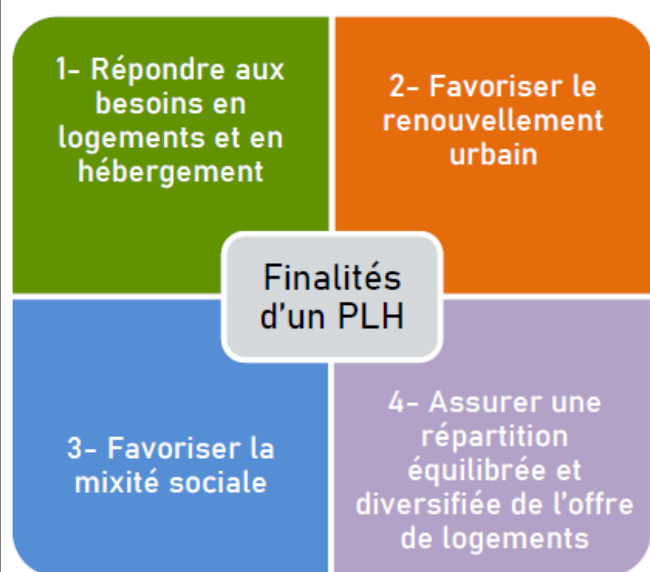 1- Répondre aux
besoins en
logements et en
hébergement
2- Favoriser le
renouvellement
urbain
Finalités
d'un PLH
3- Favoriser la
mixité sociale
4- Assurer une
répartition
équilibrée et
diversifiée de l'offre
de logements